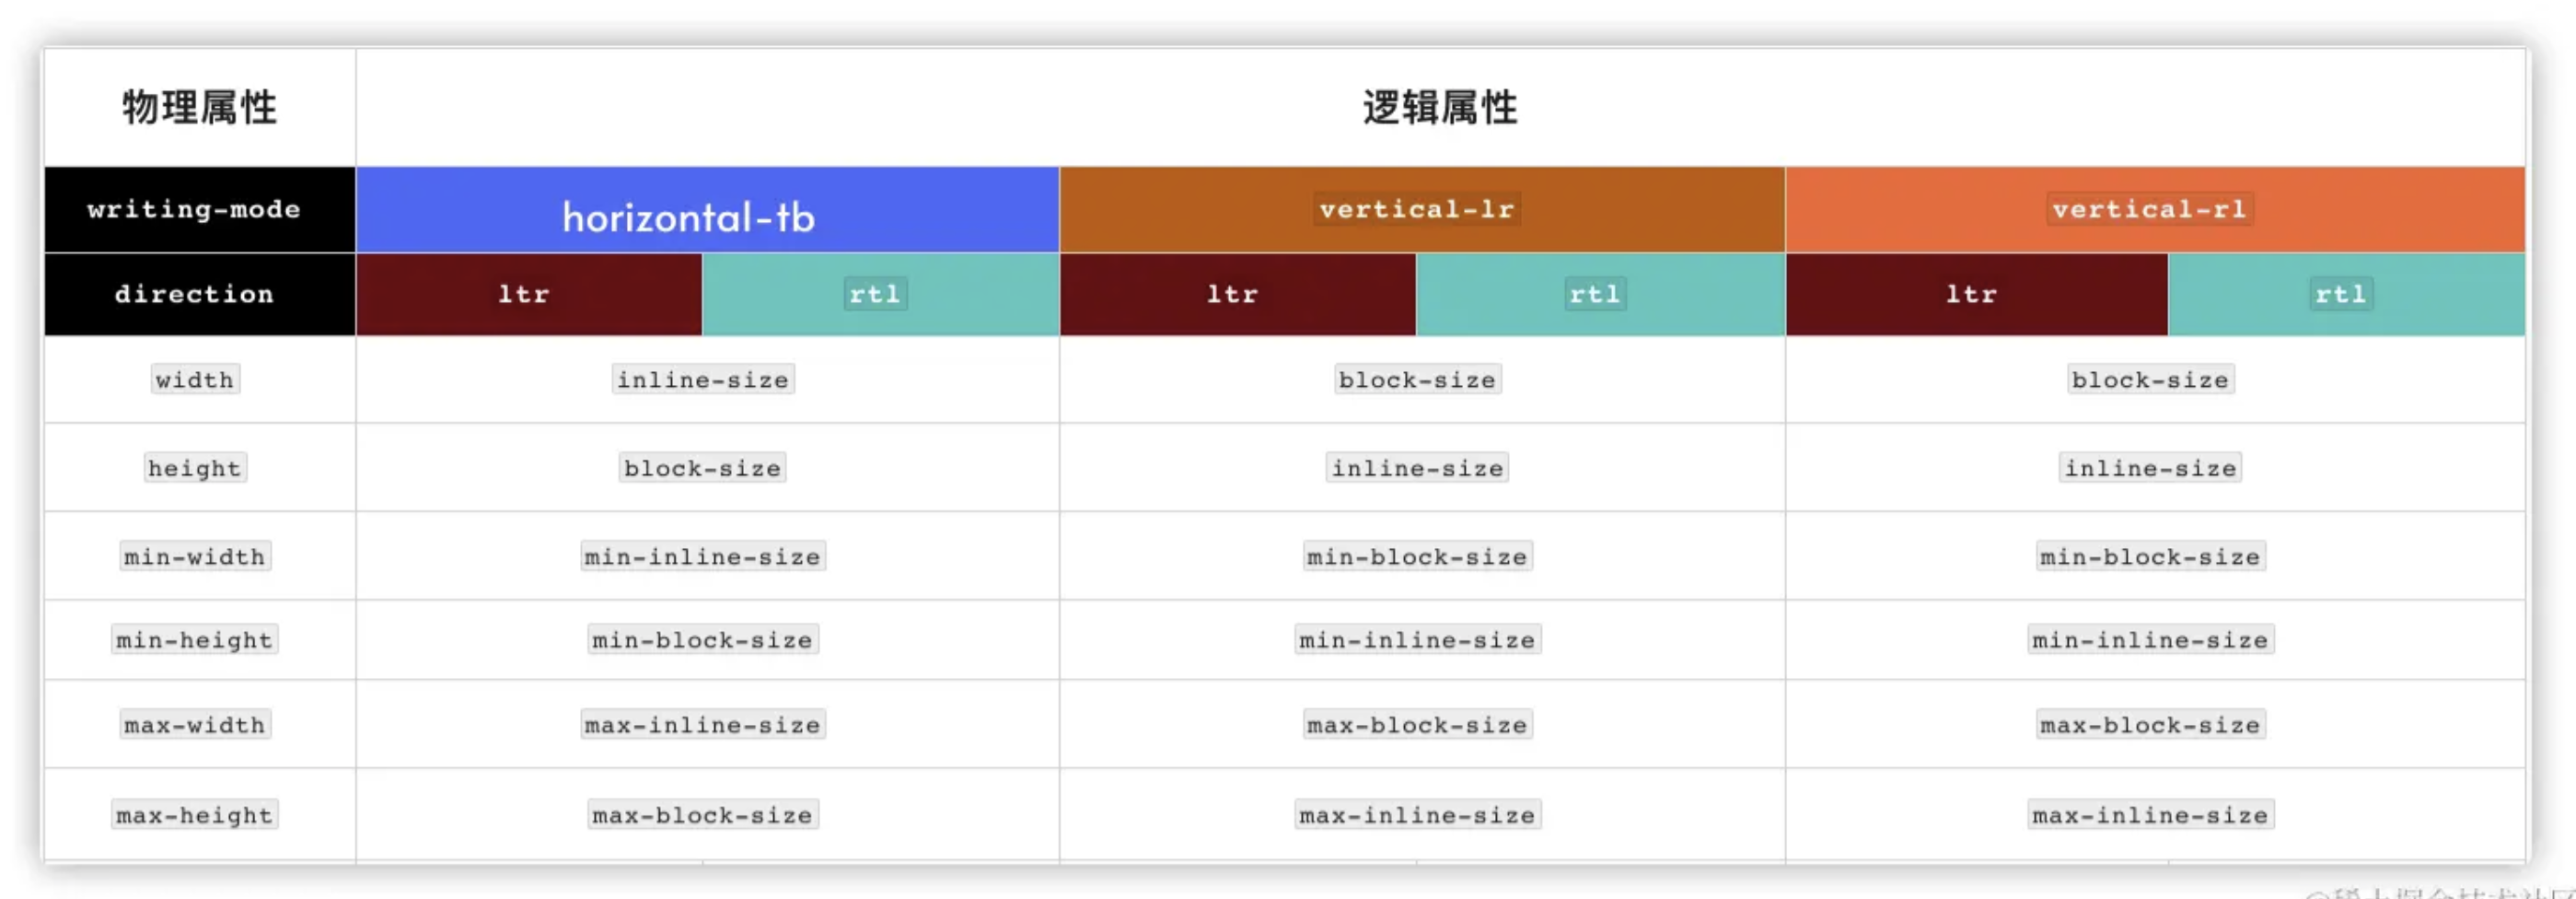 物理属性 逻辑属性
writing-mode horizontal-tb vertical-lr vertical-rl
direction ltr rtl ltr rtl ltr rtl
width inline-size block-size block-size
height block-size inline-size inline-size
min-width min-inline-size min-block-size min-block-size
min-height min-block-size min-inline-size min-inline-size
max-width max-inline-size max-block-size max-block-size
max-height max-block-size max-inline-size max-inline-size